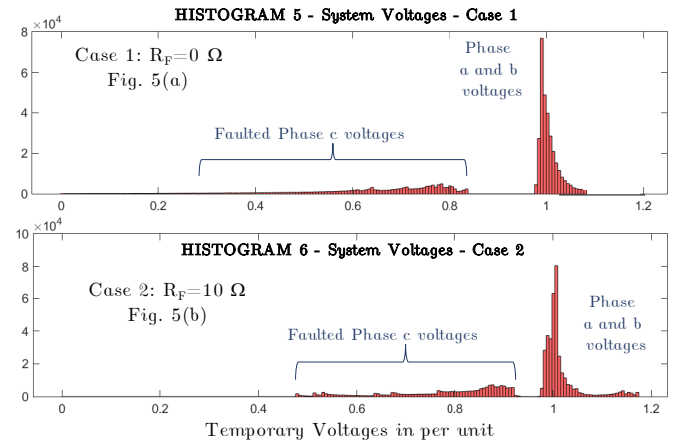 HISTOGRAM 5 - System Voltages - Case 1
×10⁴
8
6
4
2
0
Case 1: R_F=0 Ω
Fig. 5(a)
Faulted Phase c voltages
Phase
a and b
voltages
0 0.2 0.4 0.6 0.8 1 1.2
×10⁴
10
8
6
4
2
0
HISTOGRAM 6 - System Voltages - Case 2
Case 2: R_F=10 Ω
Fig. 5(b)
Faulted Phase c voltages
Phase
a and b
voltages
0 0.2 0.4 0.6 0.8 1 1.2
Temporary Voltages in per unit